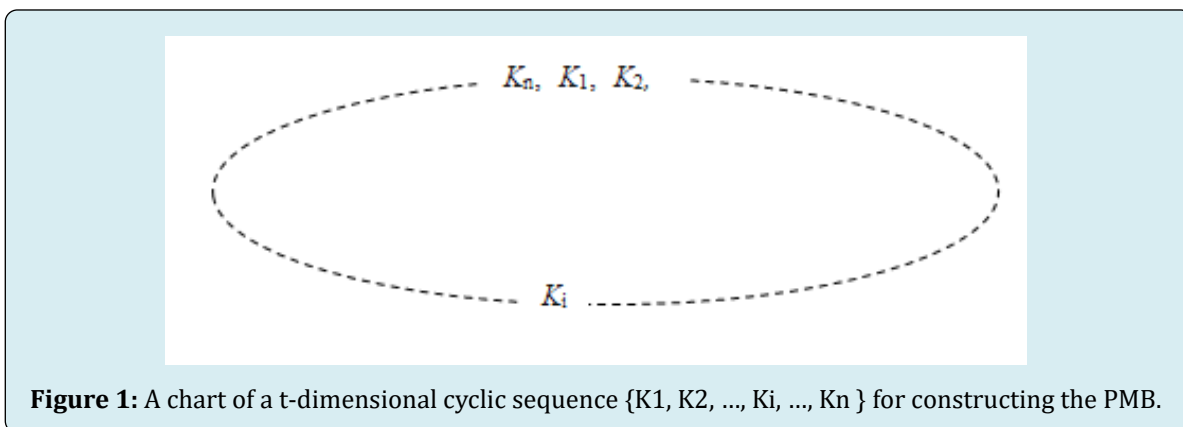 Kn, K1, K2,
Ki
Figure 1: A chart of a t-dimensional cyclic sequence {K1, K2, ..., Ki, ..., Kn } for constructing the PMB.